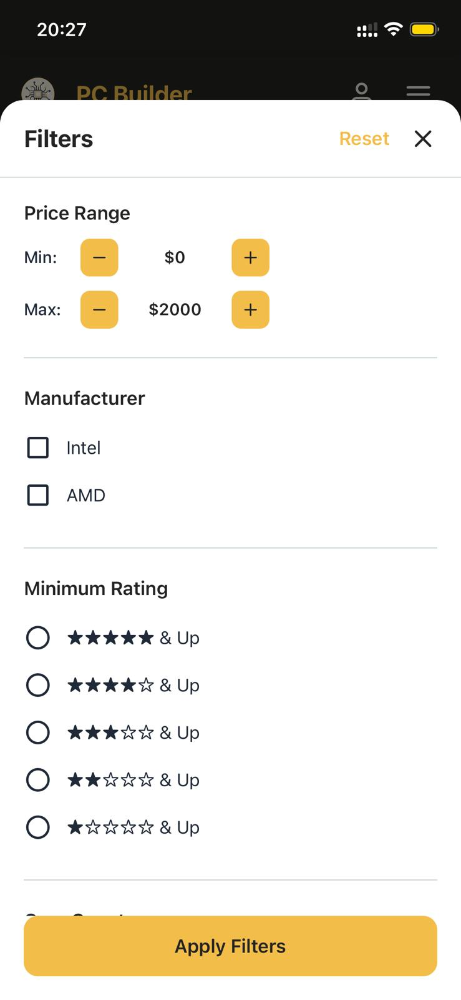 20:27
PC Builder
Filters
Reset
Price Range
Min:
$0
Max:
$2000
Manufacturer
Intel
AMD
Minimum Rating
★★★★★ & Up
★★★★☆ & Up
★★★☆☆ & Up
★★☆☆☆ & Up
★☆☆☆☆ & Up
Apply Filters